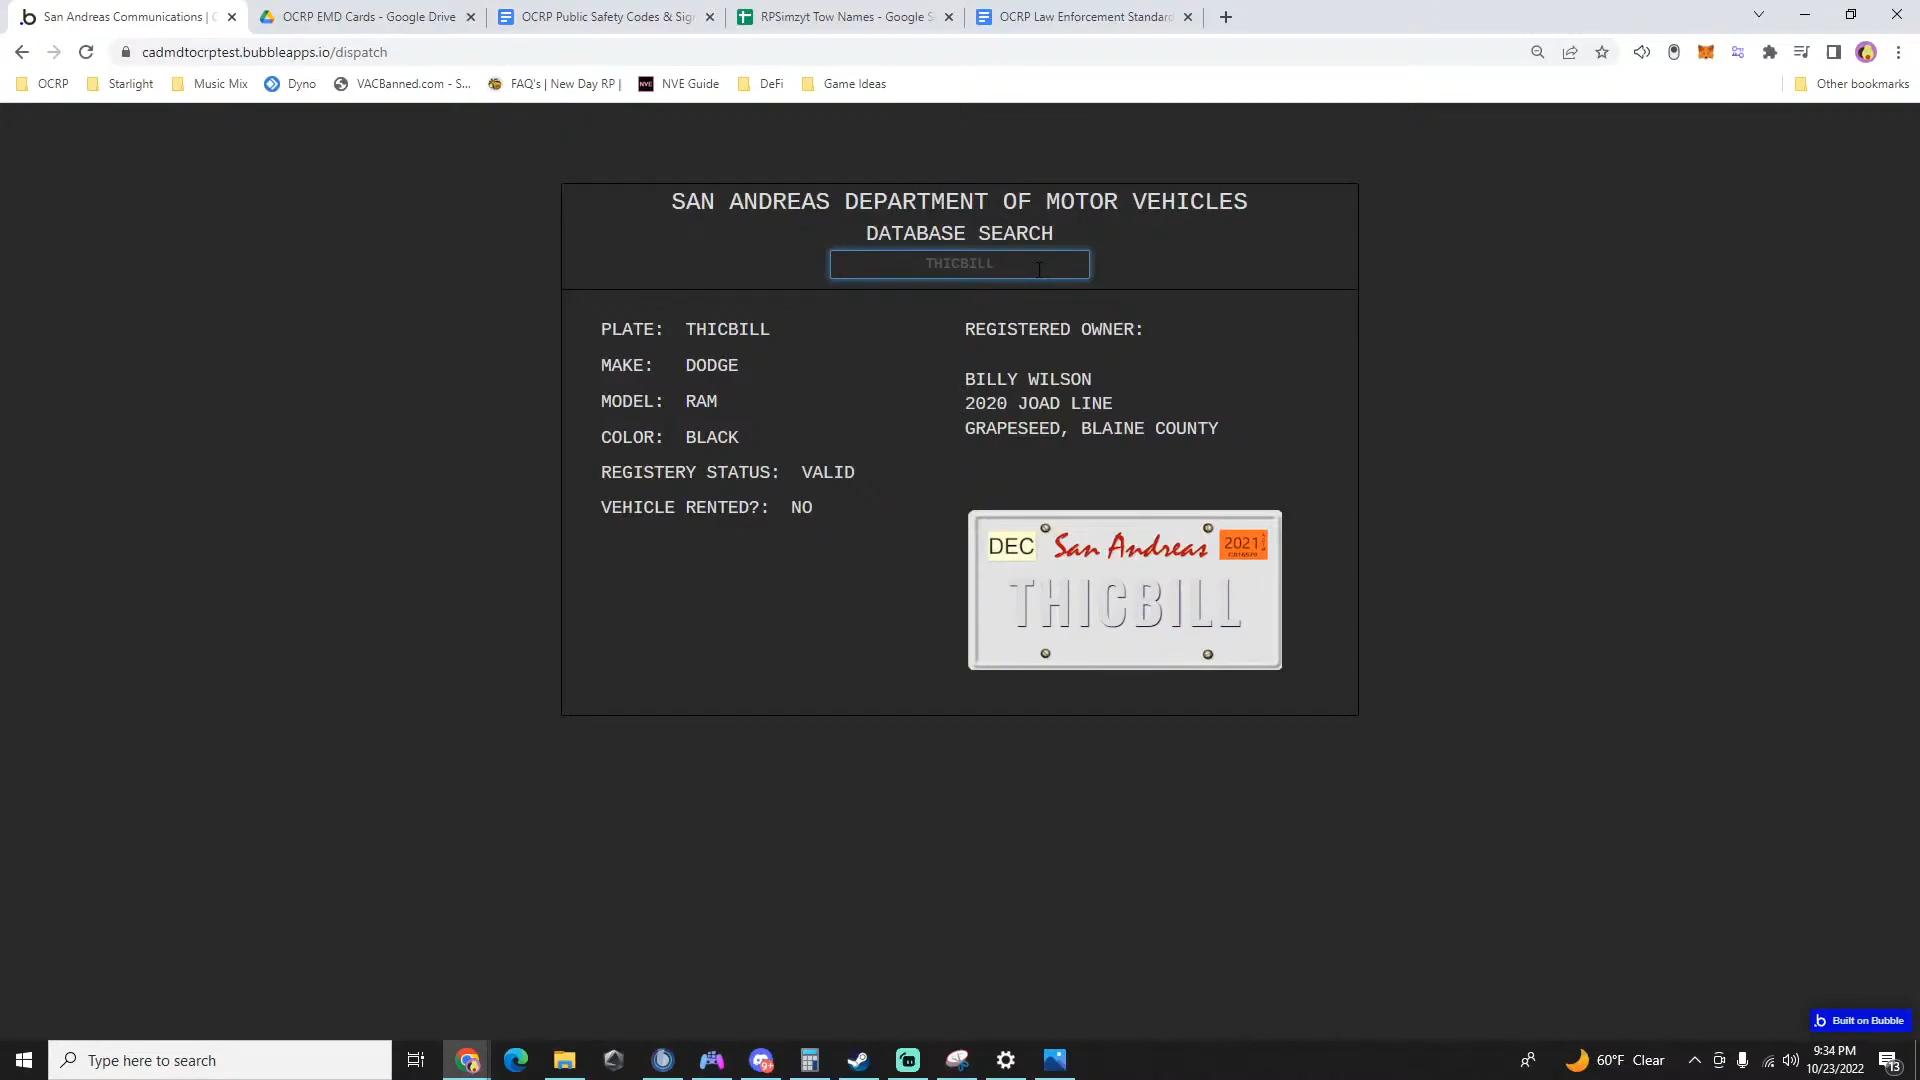 San Andreas Communications | C
OCRP EMD Cards - Google Drive
OCRP Public Safety Codes & Sig
RPSimzyt Tow Names - Google S
OCRP Law Enforcement Standard
cadmdtocrptest.bubbleapps.io/dispatch
OCRP
Starlight
Music Mix
Dyno
VACBanned.com - S...
FAQ's | New Day RP |
NVE
NVE Guide
DeFi
Game Ideas
Other bookmarks
SAN ANDREAS DEPARTMENT OF MOTOR VEHICLES
DATABASE SEARCH
THICBILL
PLATE: THICBILL
MAKE: DODGE
MODEL: RAM
COLOR: BLACK
REGISTERY STATUS: VALID
VEHICLE RENTED?: NO
REGISTERED OWNER:
BILLY WILSON
2020 JOAD LINE
GRAPESEED, BLAINE COUNTY
DEC San Andreas 2021
THICBILL
b Built on Bubble
Type here to search
9+
60°F Clear
9:34 PM
10/23/2022
13